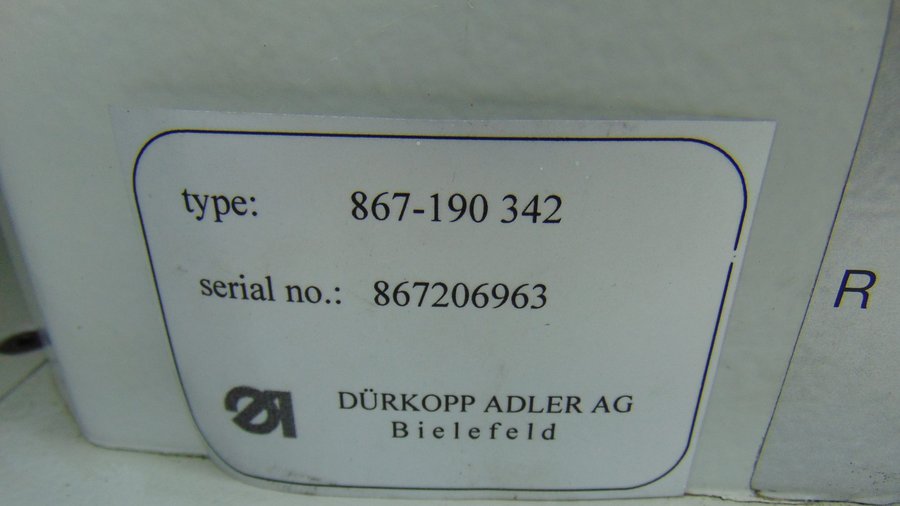 type: 867-190 342
serial no.: 867206963
DÜRKOPP ADLER AG
Bielefeld
R